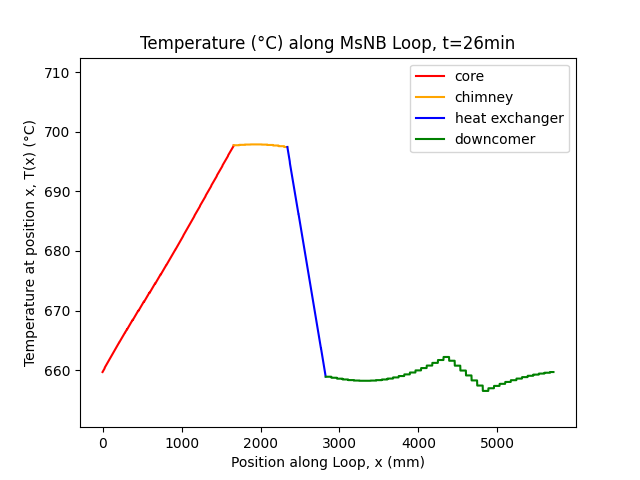 Temperature (°C) along MsNB Loop, t=26min
Temperature at position x, T(x) (°C)
710
700
690
680
670
660
0
1000
2000
3000
4000
5000
Position along Loop, x (mm)
core
chimney
heat exchanger
downcomer